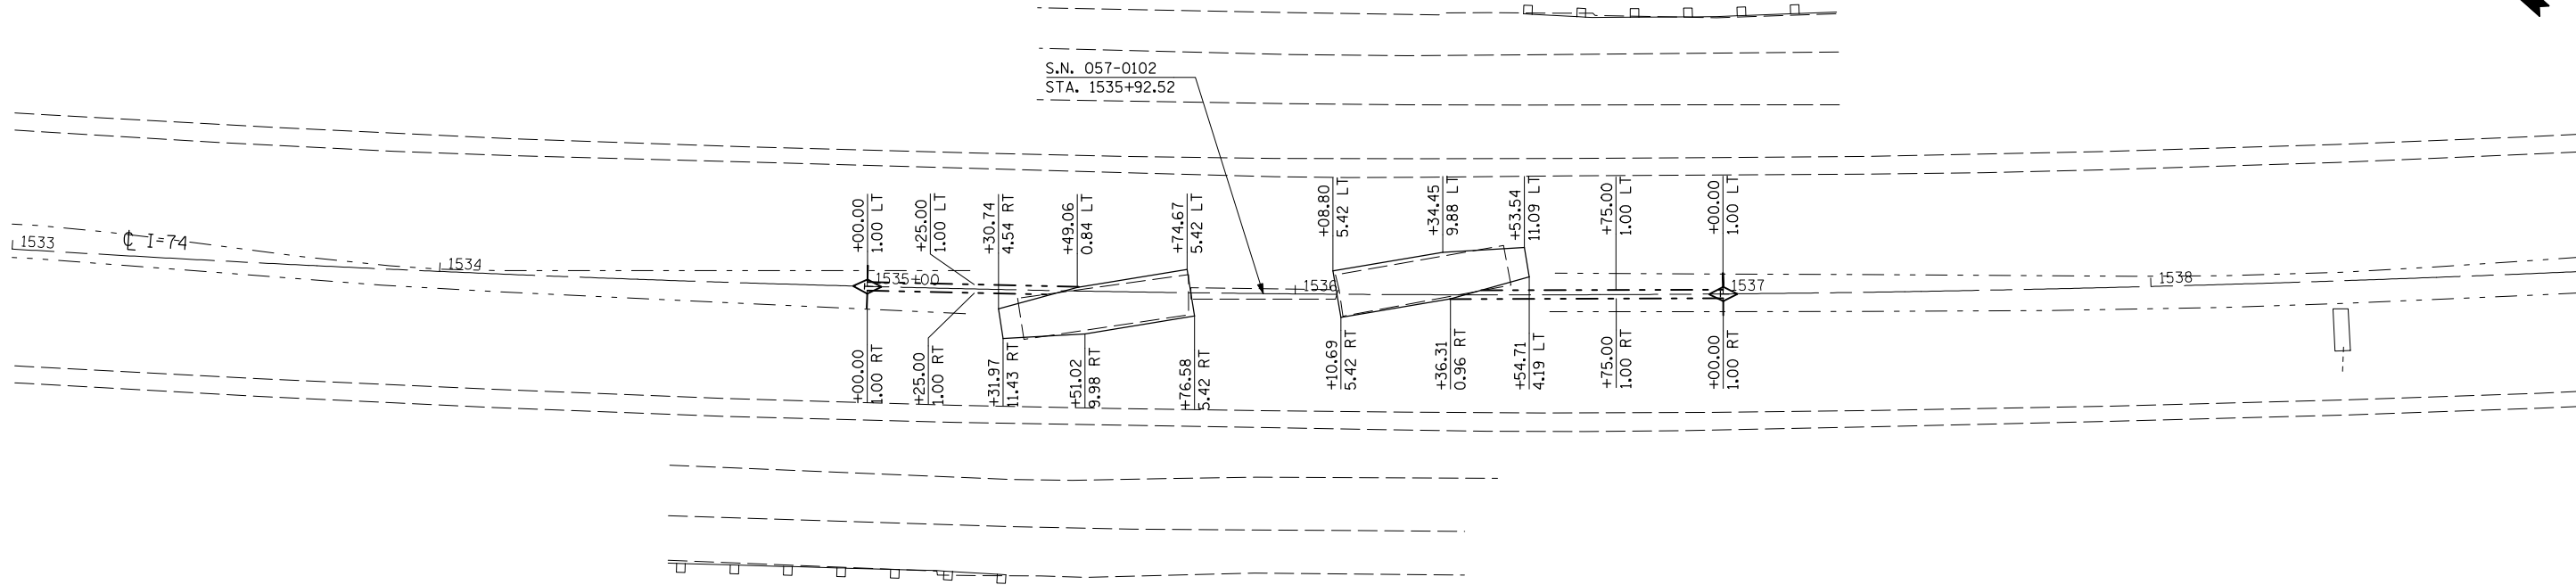 S.N. 057-0102
STA. 1535+92.52
+00.00
1.00 LT
+25.00
1.00 LT
+30.74
4.54 RT
+49.06
0.84 LT
+74.67
5.42 LT
+08.80
5.42 LT
+34.45
9.88 LT
+53.54
11.09 LT
+75.00
1.00 LT
+00.00
1.00 LT
1533
℄ I-74
1534
1535+00
1536
1537
1538
+00.00
1.00 RT
+25.00
1.00 RT
+31.97
11.43 RT
+51.02
9.98 RT
+76.58
5.42 RT
+10.69
5.42 RT
+36.31
0.96 RT
+54.71
4.19 LT
+75.00
1.00 RT
+00.00
1.00 RT